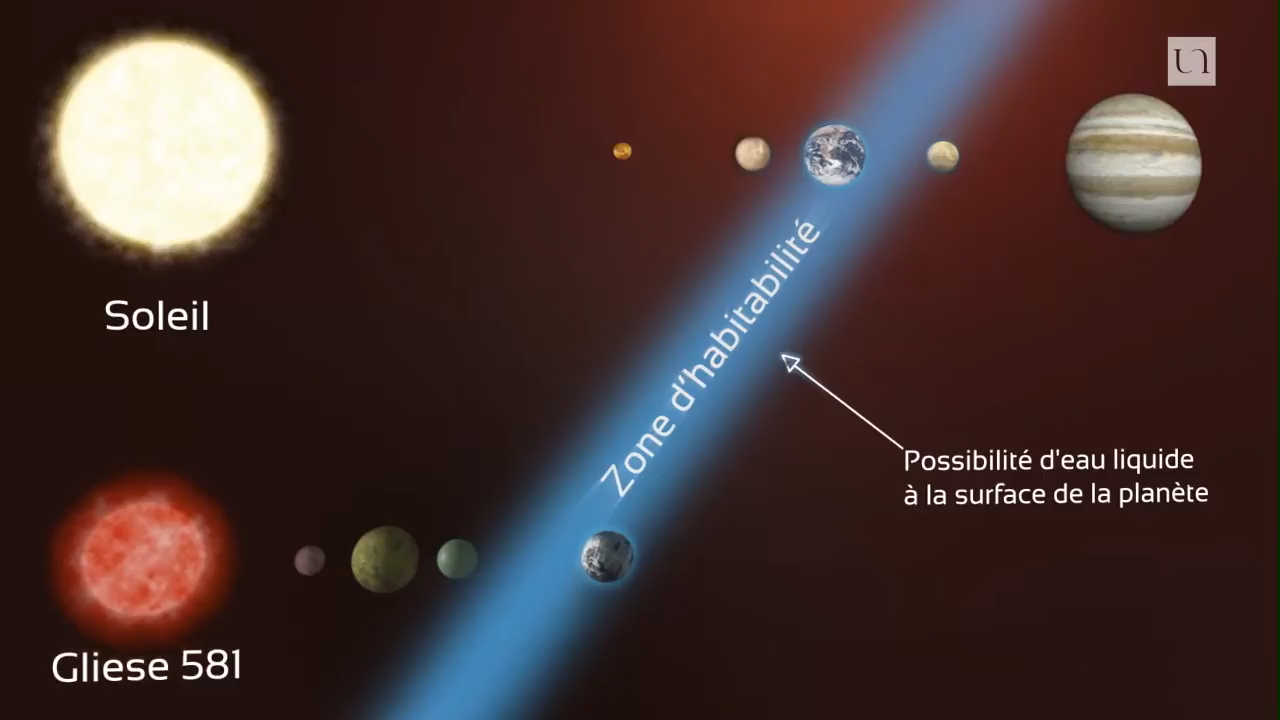 Soleil
Zone d'habitabilité
Possibilité d'eau liquide
à la surface de la planète
Gliese 581